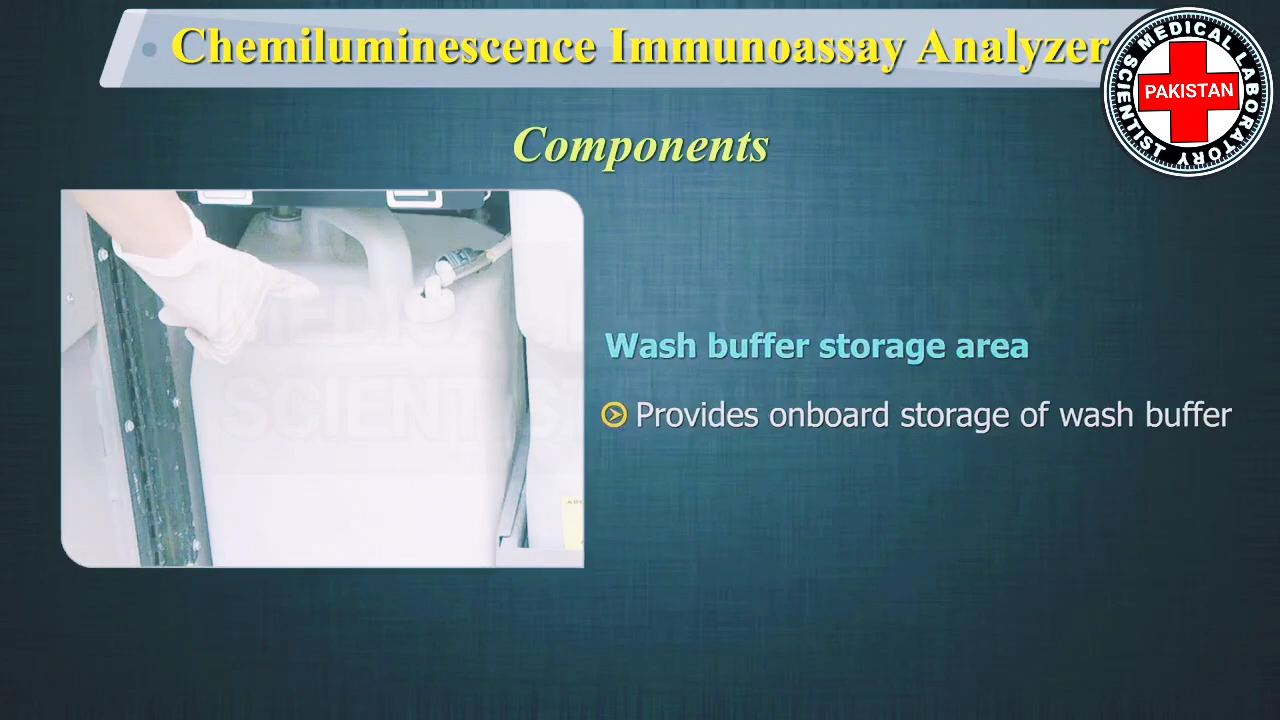 Chemiluminescence Immunoassay Analyzer
MEDICAL LABORATORY SCIENTIST
PAKISTAN
Components
Wash buffer storage area
Provides onboard storage of wash buffer